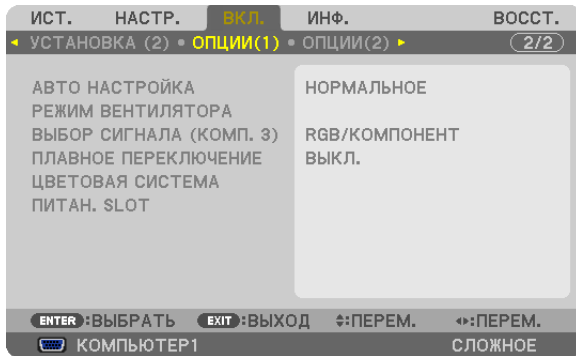 ИСТ. НАСТР. ВКЛ. ИНФ. ВОССТ.
УСТАНОВКА (2) • ОПЦИИ(1) • ОПЦИИ(2) 2/2
АВТО НАСТРОЙКА НОРМАЛЬНОЕ
РЕЖИМ ВЕНТИЛЯТОРА
ВЫБОР СИГНАЛА (КОМП. 3) RGB/КОМПОНЕНТ
ПЛАВНОЕ ПЕРЕКЛЮЧЕНИЕ ВЫКЛ.
ЦВЕТОВАЯ СИСТЕМА
ПИТАН. SLOT
ENTER:ВЫБРАТЬ EXIT:ВЫХОД :ПЕРЕМ. :ПЕРЕМ.
КОМПЬЮТЕР1 СЛОЖНОЕ